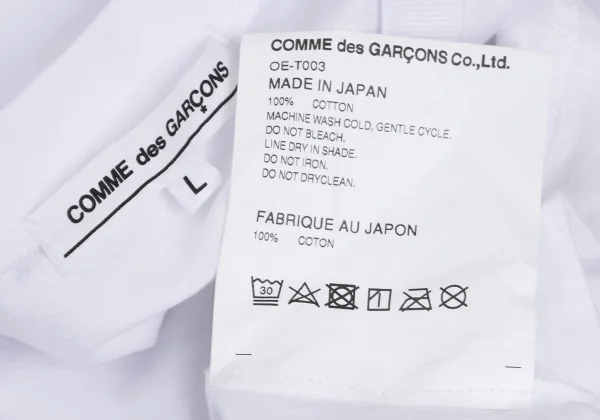 COMME des GARÇONS
L
COMME des GARÇONS Co.,Ltd.
OE-T003
MADE IN JAPAN
100% COTTON
MACHINE WASH COLD, GENTLE CYCLE.
DO NOT BLEACH.
LINE DRY IN SHADE.
DO NOT IRON.
DO NOT DRYCLEAN.
FABRIQUE AU JAPON
100% COTON
30